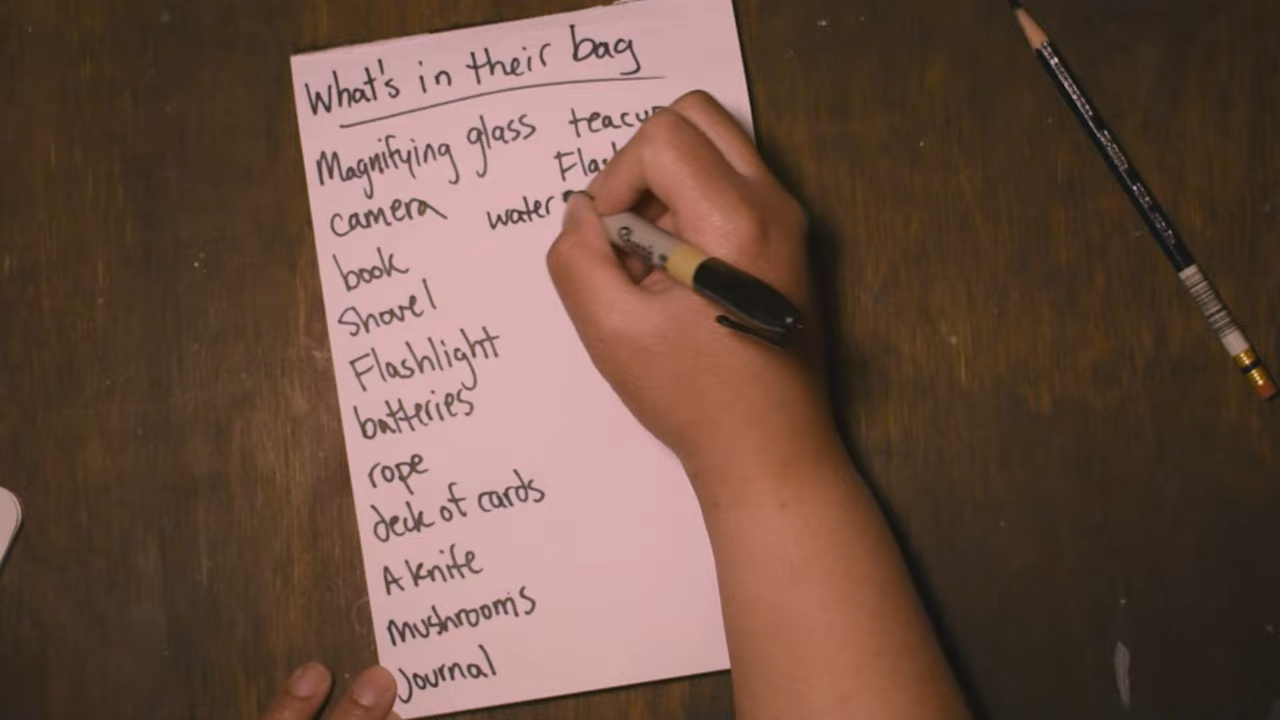 What's in their bag
Magnifying glass
camera
book
Shovel
Flashlight
batteries
rope
deck of cards
A knife
mushrooms
Journal
water